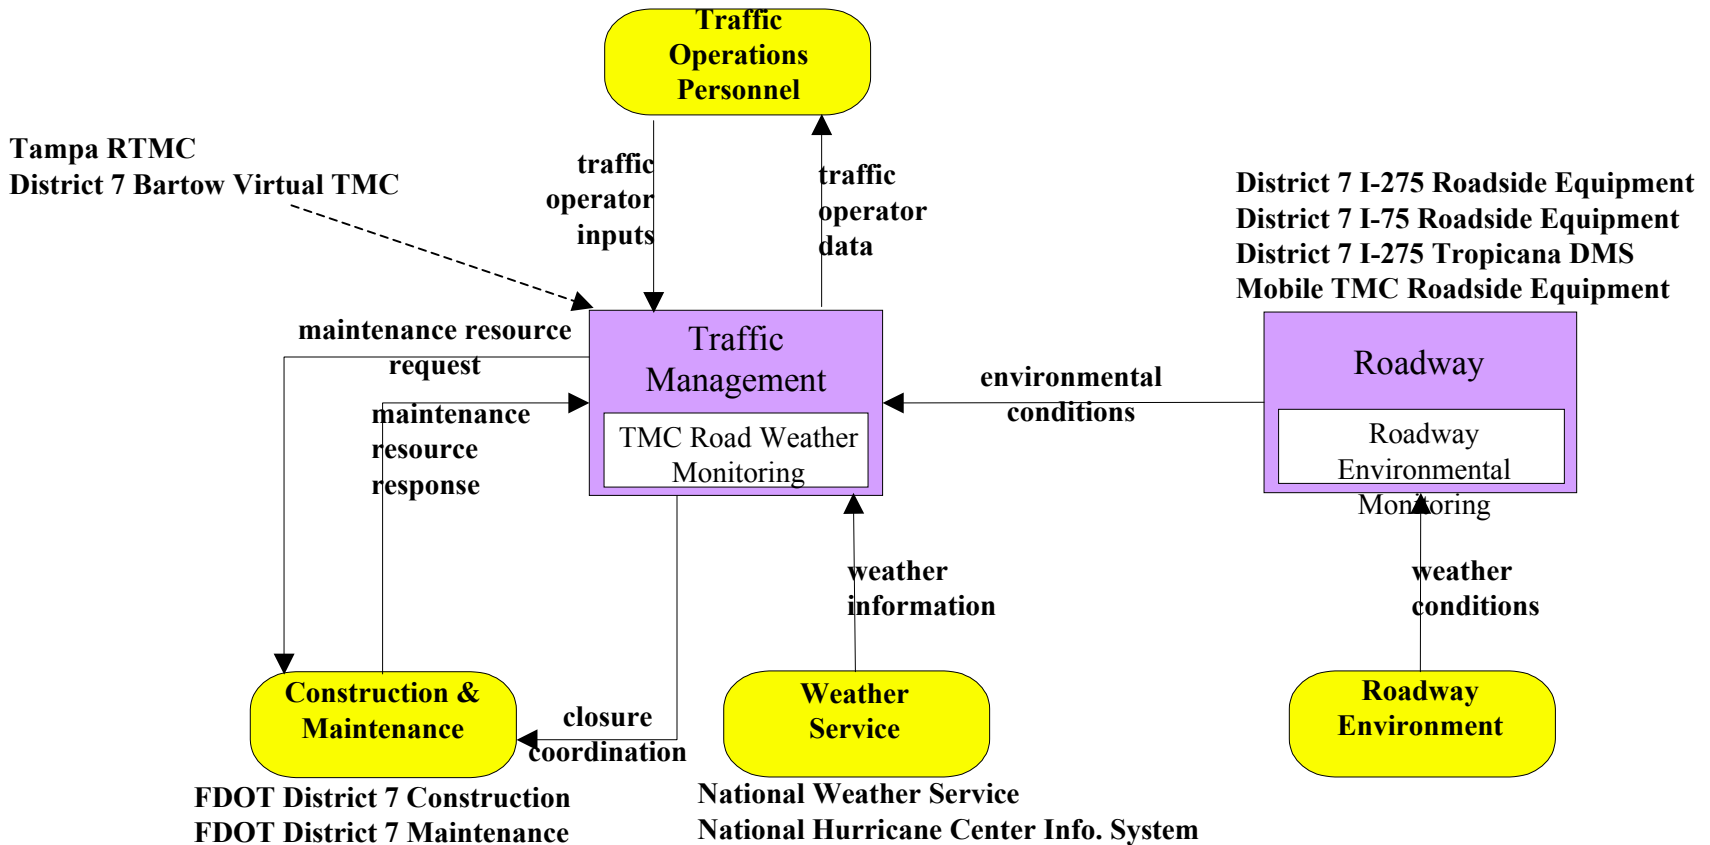 Traffic
Operations
Personnel
Tampa RTMC
District 7 Bartow Virtual TMC
traffic
operator
inputs
traffic
operator
data
District 7 I-275 Roadside Equipment
District 7 I-75 Roadside Equipment
District 7 I-275 Tropicana DMS
Mobile TMC Roadside Equipment
maintenance resource
request
maintenance
resource
response
Traffic
Management
TMC Road Weather
Monitoring
environmental
conditions
Roadway
Roadway
Environmental
Monitoring
weather
information
weather
conditions
Construction &
Maintenance
closure
coordination
Weather
Service
Roadway
Environment
FDOT District 7 Construction
FDOT District 7 Maintenance
National Weather Service
National Hurricane Center Info. System